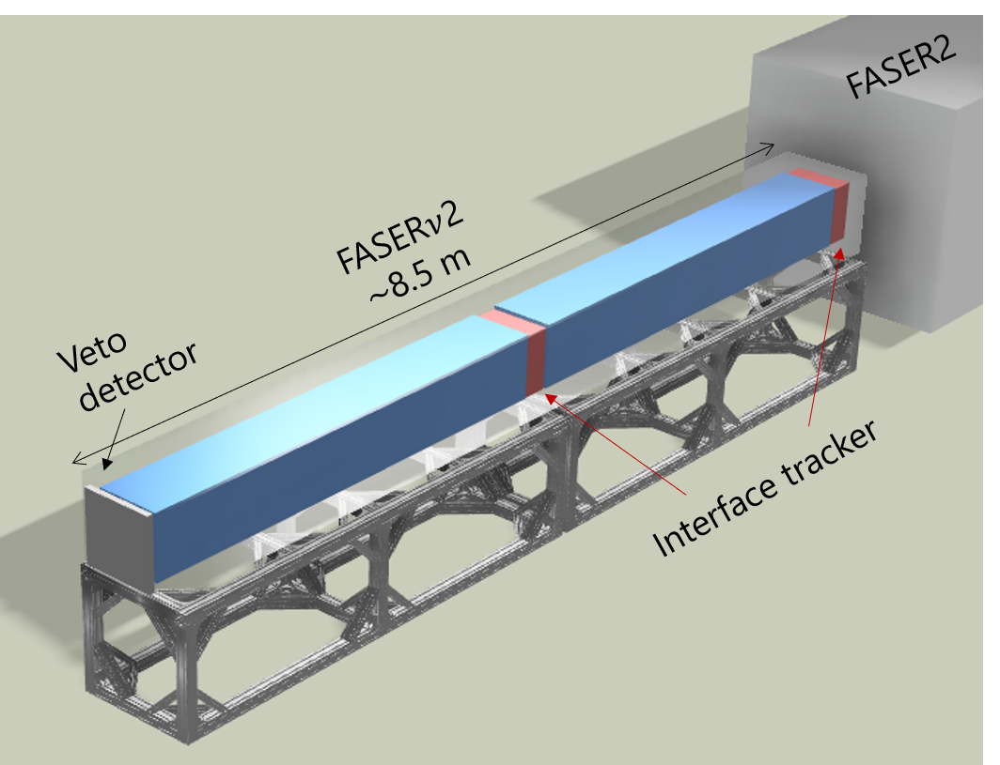 FASER2
FASER𝜈2
~8.5 m
Veto
detector
Interface tracker